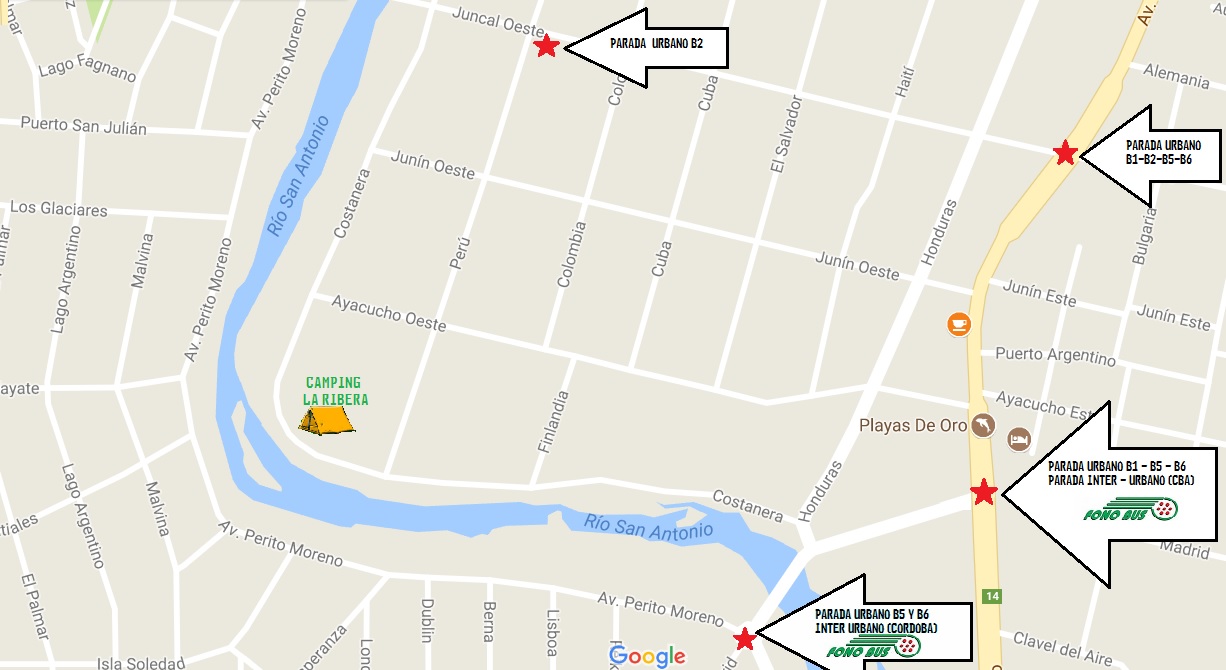 Juncal Oeste
PARADA URBANO B2
Av.
Alemania
Lago Fagnano
Av. Perito Moreno
Puerto San Julián
Río San Antonio
Cuba
El Salvador
Haití
PARADA URBANO
B1-B2-B5-B6
Junín Oeste
Los Glaciares
Costanera
Lago Argentino
Malvina
Av. Perito Moreno
Perú
Colombia
Cuba
Honduras
Bulgaria
Junín Oeste
Junín Este
Junín Este
Ayacucho Oeste
Puerto Argentino
CAMPING
LA RIBERA
ayate
Finlandia
Ayacucho Est
Playas De Oro
PARADA URBANO B1 - B5 - B6
PARADA INTER - URBANO (CBA)
FONO BUS
Lago Argentino
Malvina
Costanera
Honduras
Río San Antonio
Madrid
tiales
Av. Perito Moreno
El Palmar
Dublin
Berna
Lisboa
Av. Perito Moreno
14
PARADA URBANO B5 Y B6
INTER URBANO (CORDOBA)
FONO BUS
Clavel del Aire
Isla Soledad
peranza
Lond
Google